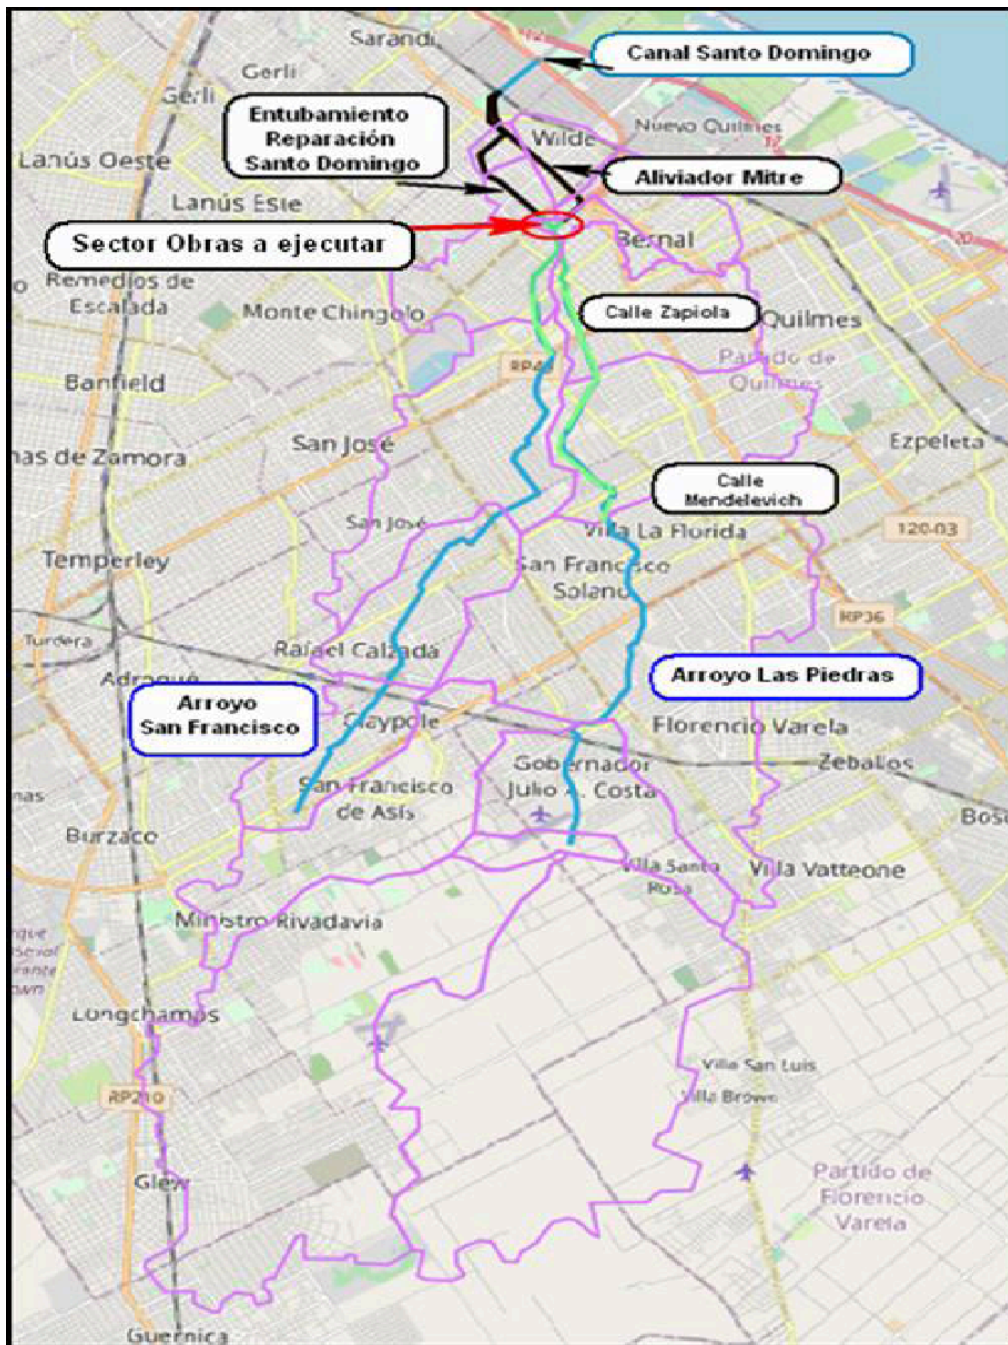 Sarandí
Canal Santo Domingo
Gerli
Gerli
Entubamiento
Reparación
Santo Domingo
Wilde
Nuevo Quilmes
17
Lanús Oeste
Aliviador Mitre
Lanús Este
Sector Obras a ejecutar
Bernal
20
Remedios de
Escalada
Monte Chingolo
Calle Zapiola
Quilmes
Partido de
Quilmes
Banfield
San José
Ezpeleta
nas de Zamora
Calle
Mendelevich
San José
Villa La Florida
120-03
Temperley
San Francisco
Solano
RP36
Turdera
Rafael Calzada
Arroyo Las Piedras
Arroyo
San Francisco
Claypole
Florencio Varela
Gobernador
Julio A. Costa
Zeballos
San Francisco
de Asís
Burzaco
Villa Santa
Rosa
Villa Vatteone
Ministro Rivadavia
Longchamps
Villa San Luis
RP210
Villa Brown
Glew
Partido de
Florencio
Varela
Guernica